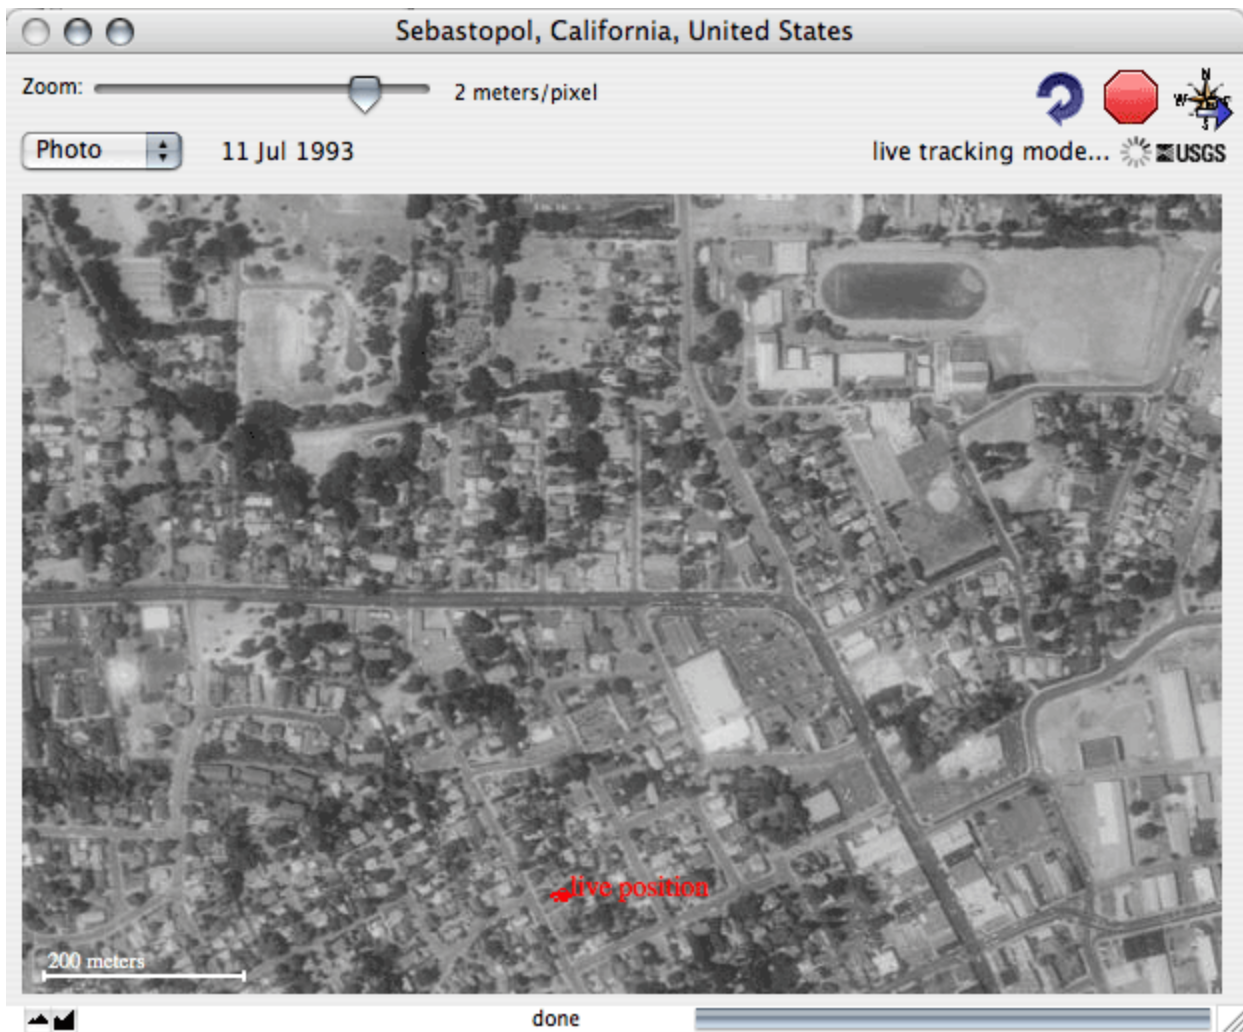 Sebastopol, California, United States
Zoom: 2 meters/pixel
Photo 11 Jul 1993 live tracking mode... USGS
N
W
S
live position
200 meters
done